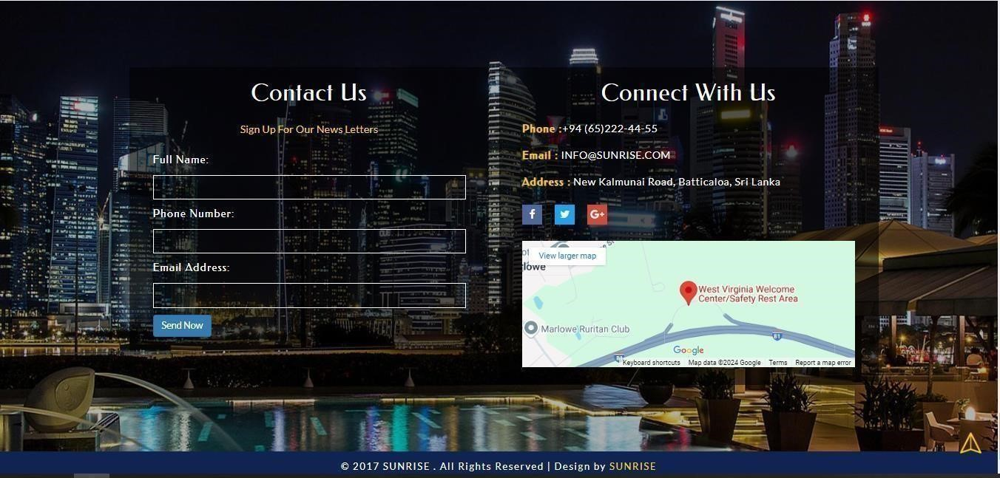 Contact Us
Sign Up For Our News Letters
Full Name:
Phone Number:
Email Address:
Send Now
Connect With Us
Phone :+94 (65)222-44-55
Email : INFO@SUNRISE.COM
Address : New Kalmunai Road, Batticaloa, Sri Lanka
f
G+
View larger map
lowe
West Virginia Welcome
Center/Safety Rest Area
Marlowe Ruritan Club
81
Google
81
Keyboard shortcuts Map data ©2024 Google Terms Report a map error
© 2017 SUNRISE . All Rights Reserved | Design by SUNRISE